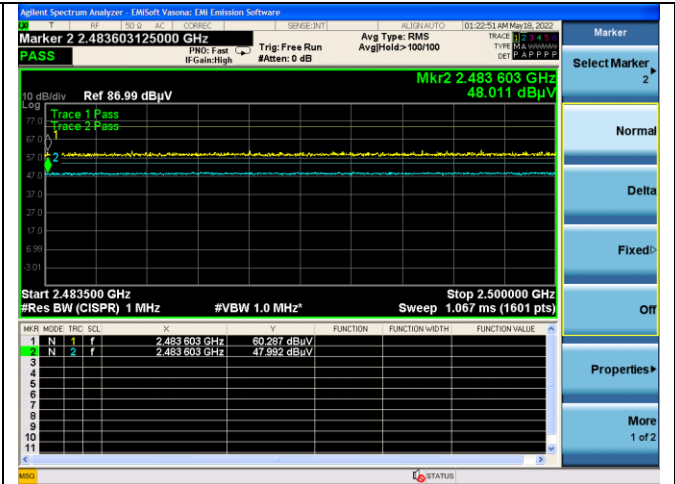 Agilent Spectrum Analyzer - EMiSoft Vasona: EMI Emission Software
T RF 50 Ω AC CORREC SENSE:INT ALIGNAUTO 01:22:51 AM May18, 2022
Marker 2 2.483603125000 GHz
PASS
PNO: Fast
IFGain:High
Trig: Free Run
#Atten: 0 dB
Avg Type: RMS
Avg|Hold:>100/100
TRACE 1 2 3 4 5 6
TYPE M A
DET P A P P P P
Mkr2 2.483 603 GHz
48.011 dBµV
10 dB/div Ref 86.99 dBµV
Log
Trace 1 Pass
Trace 2 Pass
77.0
67.0
57.0
47.0
37.0
27.0
17.0
6.99
-3.01
1
2
Start 2.483500 GHz Stop 2.500000 GHz
#Res BW (CISPR) 1 MHz #VBW 1.0 MHz* Sweep 1.067 ms (1601 pts)
MKR MODE TRC SCL X Y FUNCTION FUNCTION WIDTH FUNCTION VALUE
1 N 1 f 2.483 603 GHz 60.287 dBµV
2 N 2 f 2.483 603 GHz 47.992 dBµV
3
4
5
6
7
8
9
10
11
MSG STATUS
Marker
Select Marker
2
Normal
Delta
Fixed
Off
Properties
More
1 of 2